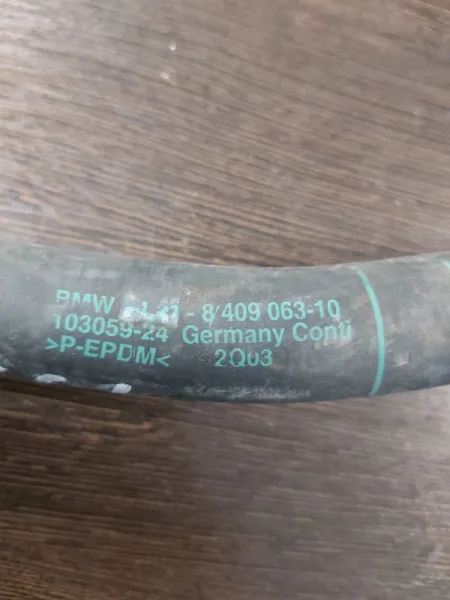 BMW - 8 409 063-10
103059-24 Germany Conti
>P-EPDM< 2Q03